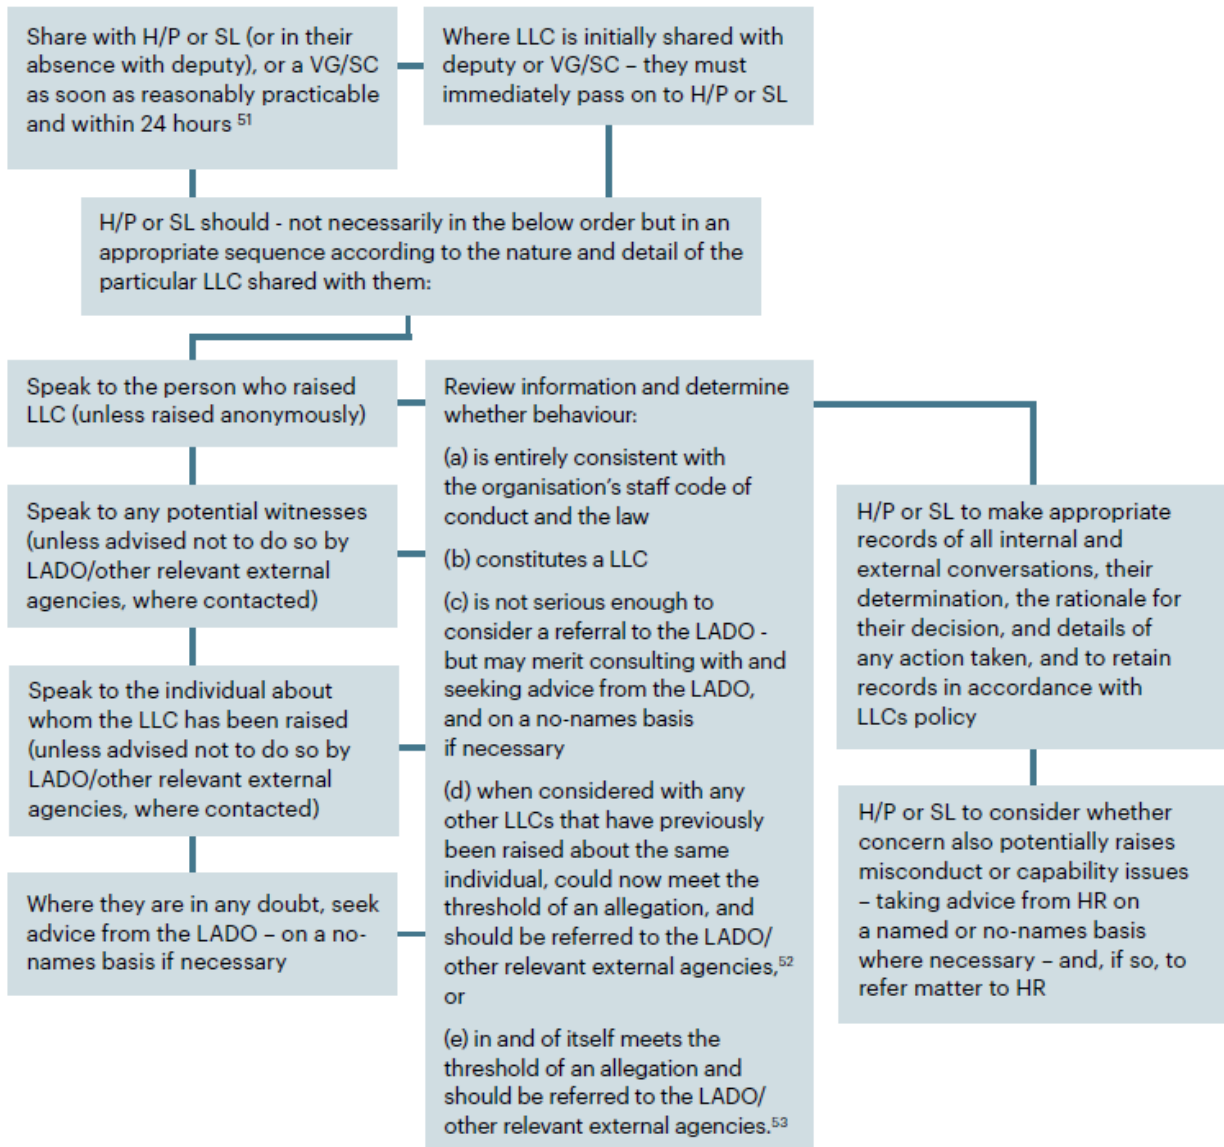 Share with H/P or SL (or in their
absence with deputy), or a VG/SC
as soon as reasonably practicable
and within 24 hours 51
Where LLC is initially shared with
deputy or VG/SC – they must
immediately pass on to H/P or SL
H/P or SL should - not necessarily in the below order but in an
appropriate sequence according to the nature and detail of the
particular LLC shared with them:
Speak to the person who raised
LLC (unless raised anonymously)
Speak to any potential witnesses
(unless advised not to do so by
LADO/other relevant external
agencies, where contacted)
Speak to the individual about
whom the LLC has been raised
(unless advised not to do so by
LADO/other relevant external
agencies, where contacted)
Where they are in any doubt, seek
advice from the LADO – on a no-
names basis if necessary
Review information and determine
whether behaviour:
(a) is entirely consistent with
the organisation's staff code of
conduct and the law
(b) constitutes a LLC
(c) is not serious enough to
consider a referral to the LADO -
but may merit consulting with and
seeking advice from the LADO,
and on a no-names basis
if necessary
(d) when considered with any
other LLCs that have previously
been raised about the same
individual, could now meet the
threshold of an allegation, and
should be referred to the LADO/
other relevant external agencies,52
or
(e) in and of itself meets the
threshold of an allegation and
should be referred to the LADO/
other relevant external agencies.53
H/P or SL to make appropriate
records of all internal and
external conversations, their
determination, the rationale for
their decision, and details of
any action taken, and to retain
records in accordance with
LLCs policy
H/P or SL to consider whether
concern also potentially raises
misconduct or capability issues
– taking advice from HR on
a named or no-names basis
where necessary – and, if so, to
refer matter to HR